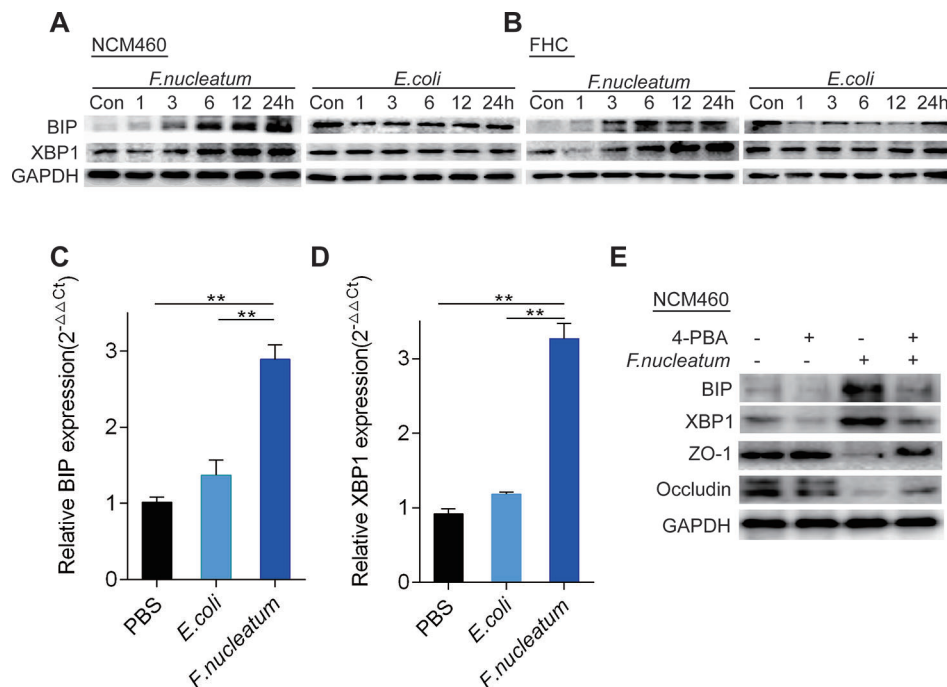 A
NCM460
F.nucleatum
E.coli
Con 1 3 6 12 24h
Con 1 3 6 12 24h
BIP
XBP1
GAPDH
B
FHC
F.nucleatum
E.coli
Con 1 3 6 12 24h
Con 1 3 6 12 24h
C
Relative BIP expression(2-△△Ct)
0
1
2
3
**
**
PBS
E.coli
F.nucleatum
D
Relative XBP1 expression(2-△△Ct)
0
1
2
3
**
**
PBS
E.coli
F.nucleatum
E
NCM460
4-PBA - + - +
F.nucleatum - - + +
BIP
XBP1
ZO-1
Occludin
GAPDH